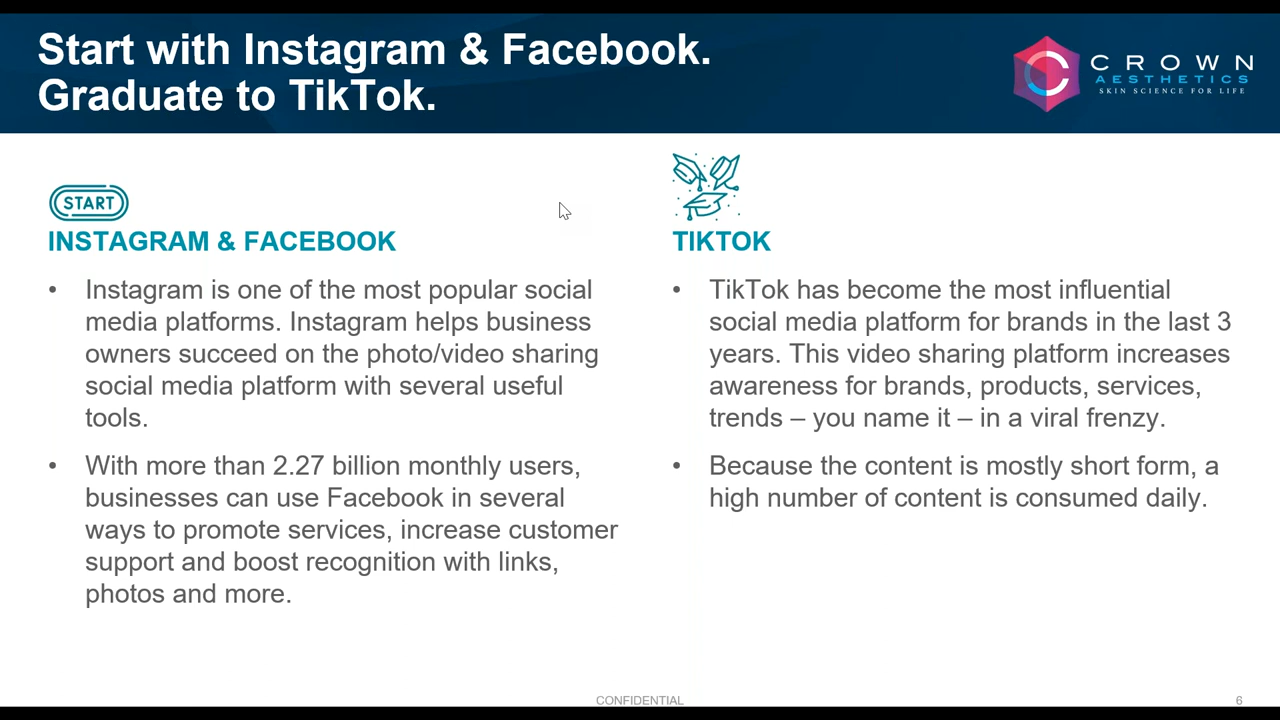 Start with Instagram & Facebook.
Graduate to TikTok.
CROWN
AESTHETICS
SKIN SCIENCE FOR LIFE
START
INSTAGRAM & FACEBOOK
• Instagram is one of the most popular social
media platforms. Instagram helps business
owners succeed on the photo/video sharing
social media platform with several useful
tools.
• With more than 2.27 billion monthly users,
businesses can use Facebook in several
ways to promote services, increase customer
support and boost recognition with links,
photos and more.
TIKTOK
• TikTok has become the most influential
social media platform for brands in the last 3
years. This video sharing platform increases
awareness for brands, products, services,
trends – you name it – in a viral frenzy.
• Because the content is mostly short form, a
high number of content is consumed daily.
CONFIDENTIAL
6